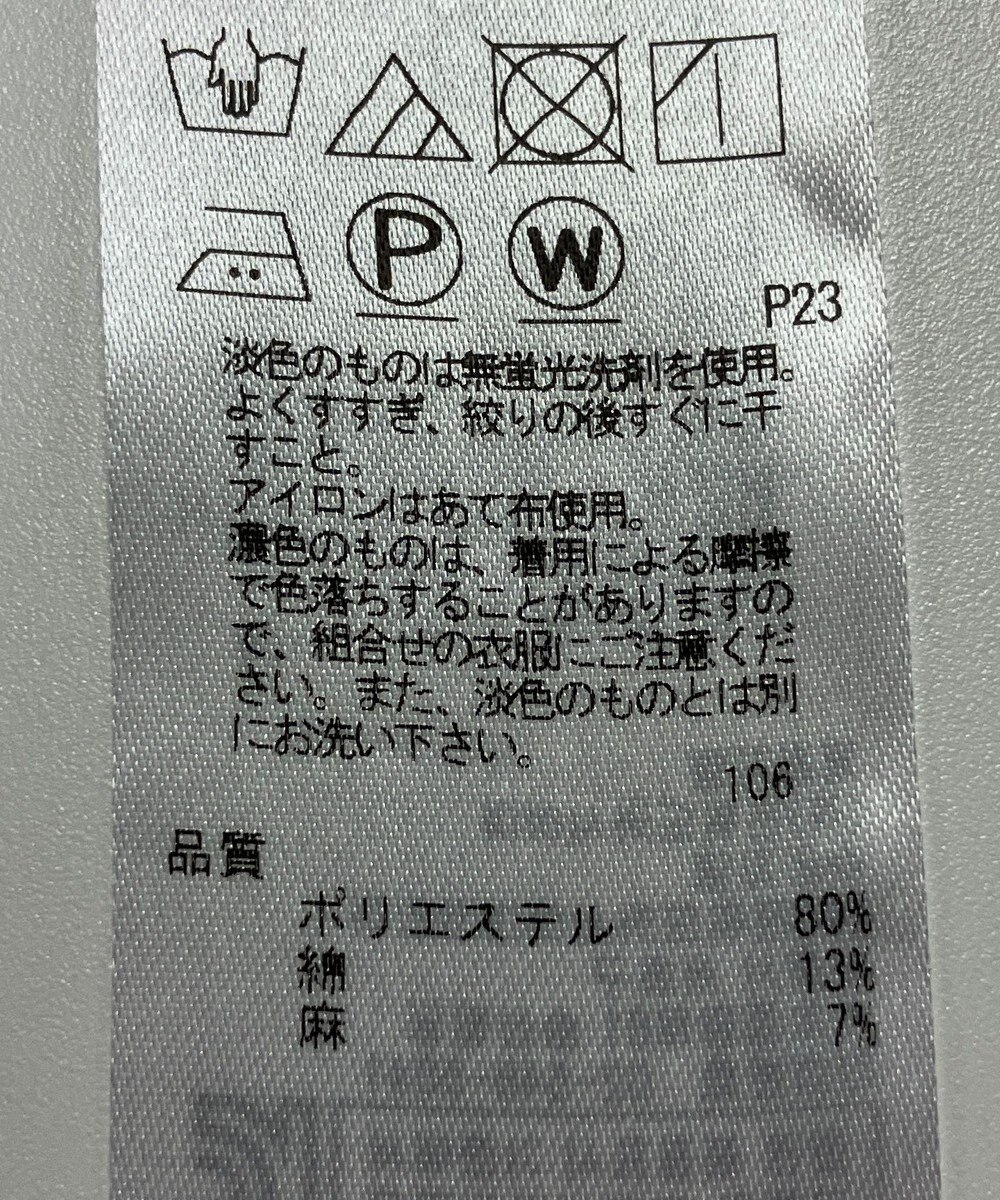 P W
P23
淡色のものは無蛍光洗剤を使用。
よくすすぎ、絞りの後すぐに干
すこと。
アイロンはあて布使用。
濃色のものは、着用による摩擦
で色落ちすることがありますの
で、組合せの衣服にご注意くだ
さい。また、淡色のものとは別
にお洗い下さい。
106
品質
ポリエステル 80%
綿 13%
麻 7%